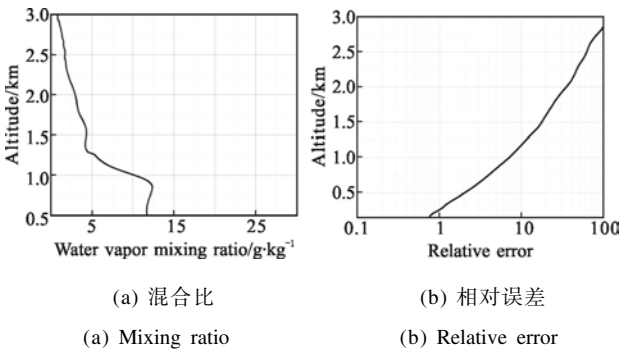 3.0
2.5
2.0
1.5
1.0
0.5
Altitude/km
5
15
25
Water vapor mixing ratio/g·kg⁻¹
3.0
2.5
2.0
1.5
1.0
0.5
Altitude/km
0.1
1
10
100
Relative error
(a) 混合比
(b) 相对误差
(a) Mixing ratio
(b) Relative error